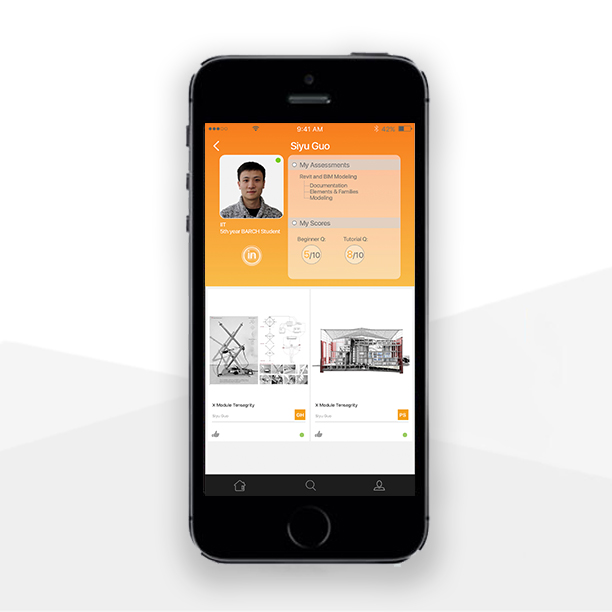 9:41 AM
42%
Siyu Guo
My Assessments
Revit and BIM Modeling
Documentation
Elements & Families
Modeling
IIT
5th year BARCH Student
in
My Scores
Beginner Q:
Tutorial Q:
5/10
8/10
X Module Tensegrity
Siyu Guo
GH
X Module Tensegrity
Siyu Guo
PS